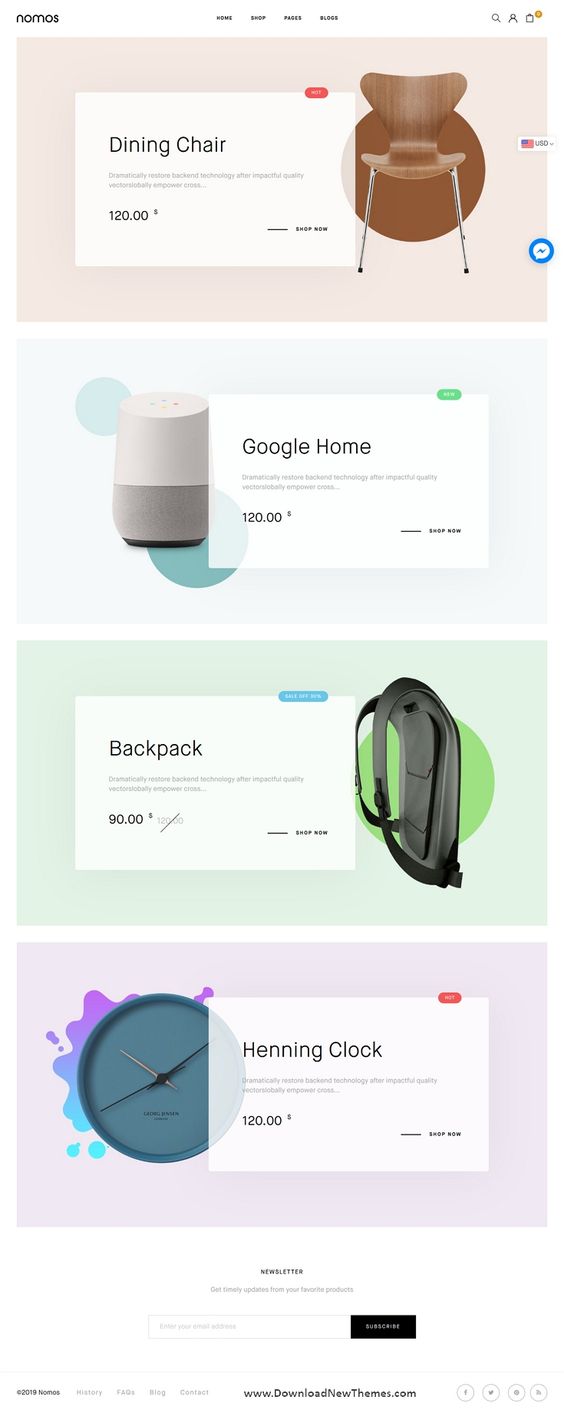 nomos
HOME SHOP PAGES BLOGS
0
HOT
Dining Chair
USD
Dramatically restore backend technology after impactful quality
vectorslobally empower cross...
120.00 $
SHOP NOW
NEW
Google Home
Dramatically restore backend technology after impactful quality
vectorslobally empower cross...
120.00 $
SHOP NOW
SALE OFF 30%
Backpack
Dramatically restore backend technology after impactful quality
vectorslobally empower cross...
90.00 $ 120.00
SHOP NOW
HOT
Henning Clock
Dramatically restore backend technology after impactful quality
vectorslobally empower cross...
GEORG JENSEN
120.00 $
SHOP NOW
NEWSLETTER
Get timely updates from your favorite products
Enter your email address
SUBSCRIBE
©2019 Nomos History FAQs Blog Contact www.DownloadNewThemes.com